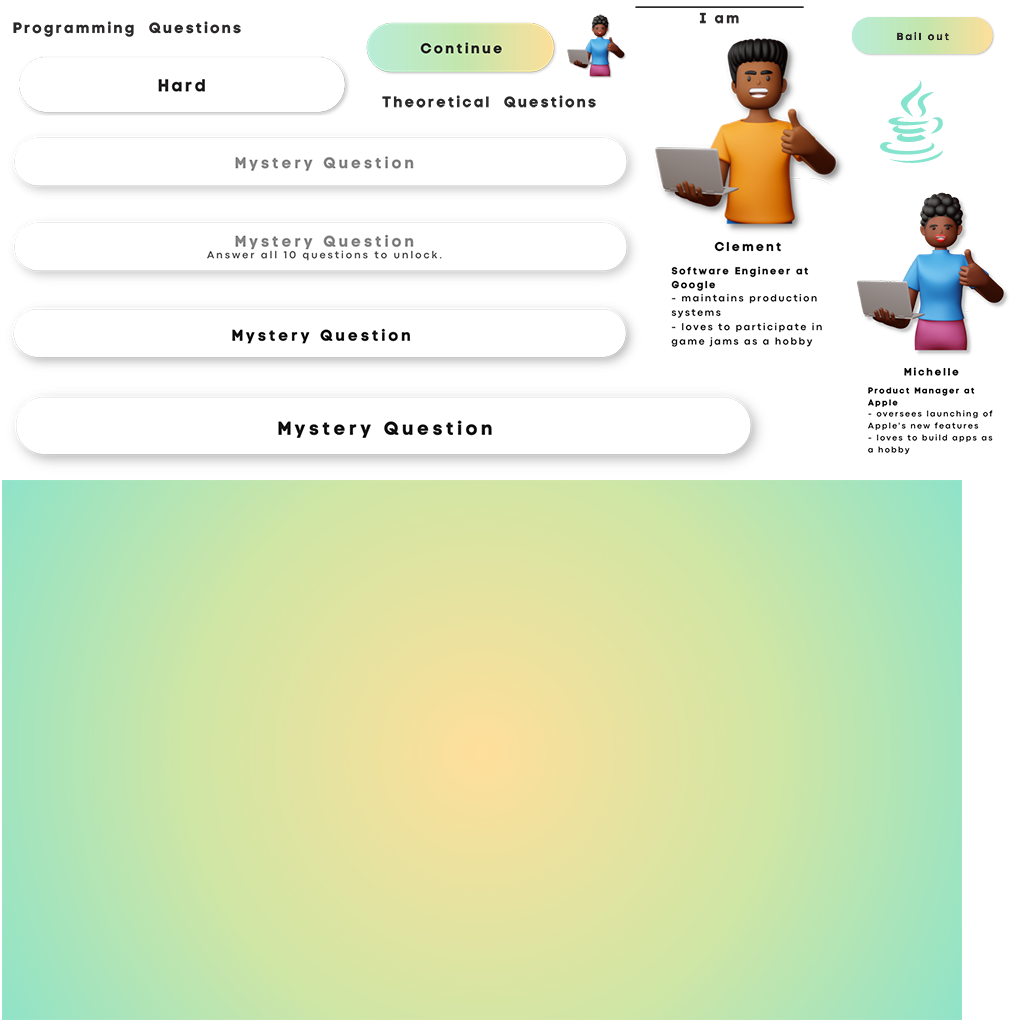 Programming Questions
Hard
Continue
Theoretical Questions
I am
Bail out
Mystery Question
Mystery Question
Answer all 10 questions to unlock.
Mystery Question
Mystery Question
Clement
Software Engineer at
Google
- maintains production
systems
- loves to participate in
game jams as a hobby
Michelle
Product Manager at
Apple
- oversees launching of
Apple's new features
- loves to build apps as
a hobby